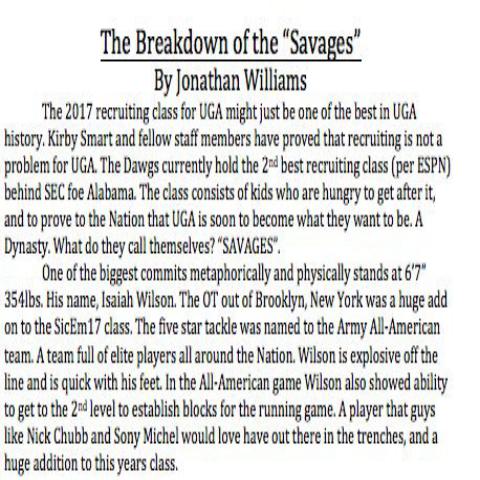 The Breakdown of the “Savages”
By Jonathan Williams
The 2017 recruiting class for UGA might just be one of the best in UGA
history. Kirby Smart and fellow staff members have proved that recruiting is not a
problem for UGA. The Dawgs currently hold the 2nd best recruiting class (per ESPN)
behind SEC foe Alabama. The class consists of kids who are hungry to get after it,
and to prove to the Nation that UGA is soon to become what they want to be. A
Dynasty. What do they call themselves? “SAVAGES”.
One of the biggest commits metaphorically and physically stands at 6’7”
354lbs. His name, Isaiah Wilson. The OT out of Brooklyn, New York was a huge add
on to the SicEm17 class. The five star tackle was named to the Army All-American
team. A team full of elite players all around the Nation. Wilson is explosive off the
line and is quick with his feet. In the All-American game Wilson also showed ability
to get to the 2nd level to establish blocks for the running game. A player that guys
like Nick Chubb and Sony Michel would love have out there in the trenches, and a
huge addition to this years class.